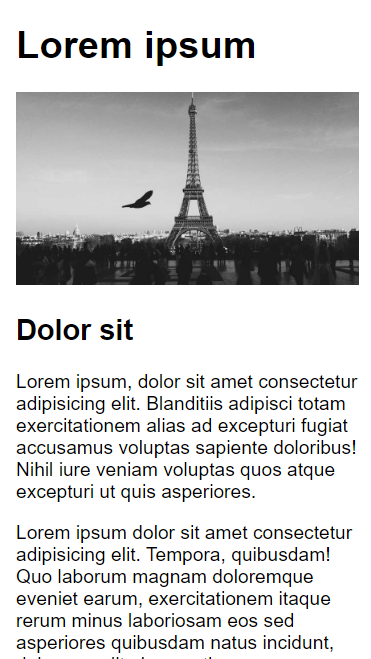 Lorem ipsum
Dolor sit
Lorem ipsum, dolor sit amet consectetur
adipisicing elit. Blanditiis adipisci totam
exercitationem alias ad excepturi fugiat
accusamus voluptas sapiente doloribus!
Nihil iure veniam voluptas quos atque
excepturi ut quis asperiores.
Lorem ipsum dolor sit amet consectetur
adipisicing elit. Tempora, quibusdam!
Quo laborum magnam doloremque
eveniet earum, exercitationem itaque
rerum minus laboriosam eos sed
asperiores quibusdam natus incidunt,